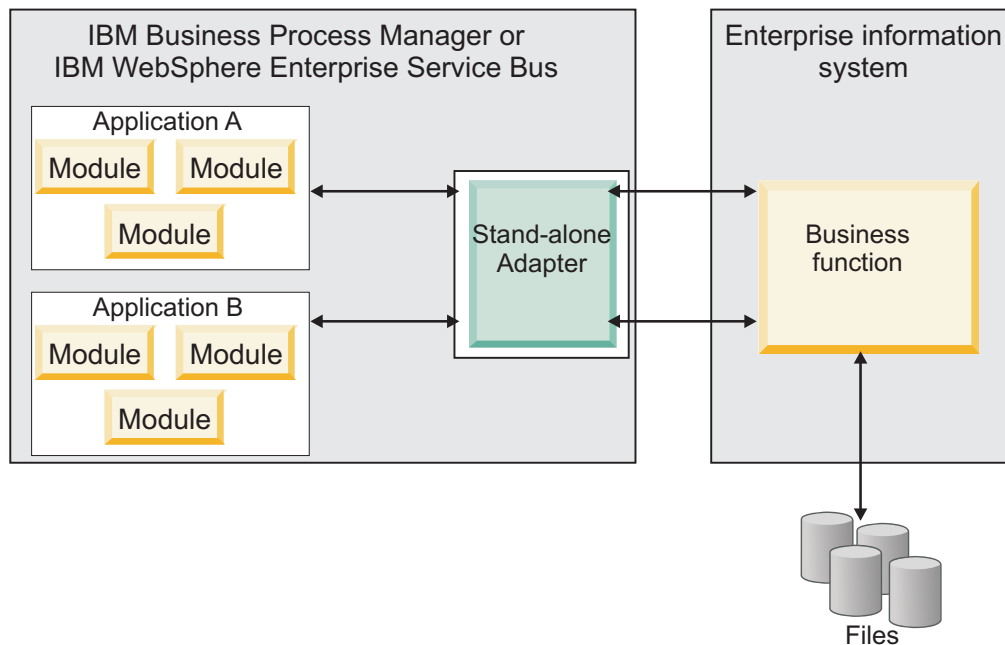 IBM Business Process Manager or
IBM WebSphere Enterprise Service Bus
Application A
Module
Module
Module
Application B
Module
Module
Module
Stand-alone
Adapter
Enterprise information
system
Business
function
Files